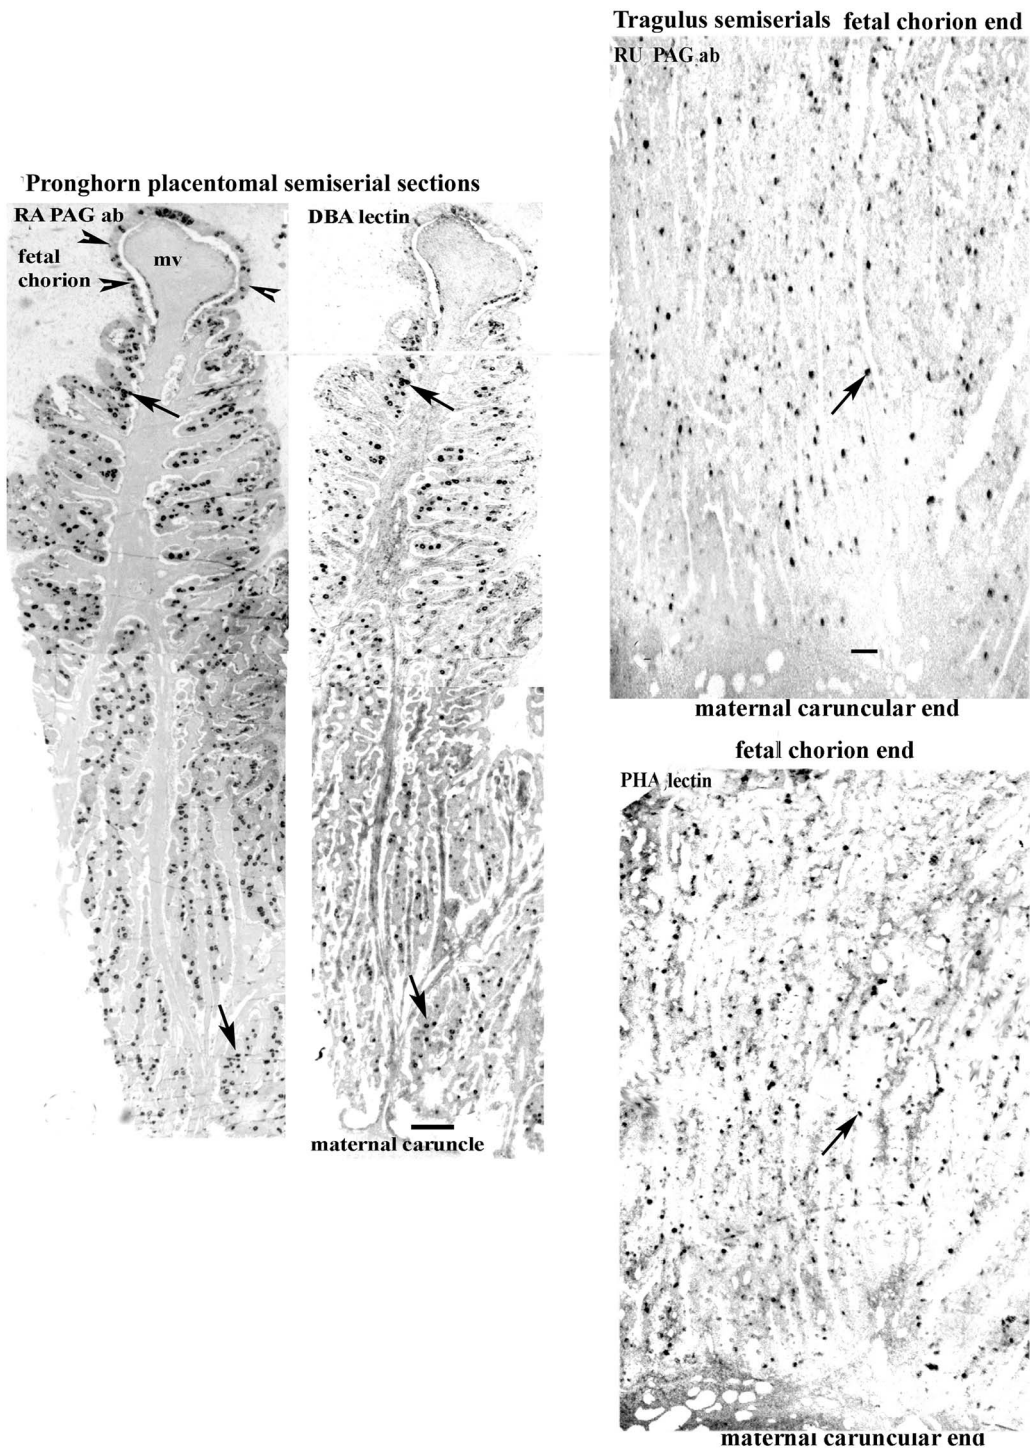 Pronghorn placentomal semiserial sections
RA PAG ab
fetal
chorion
mv
DBA lectin
maternal caruncle
Tragulus semiserials fetal chorion end
RU PAG ab
maternal caruncular end
fetal chorion end
PHA lectin
maternal caruncular end